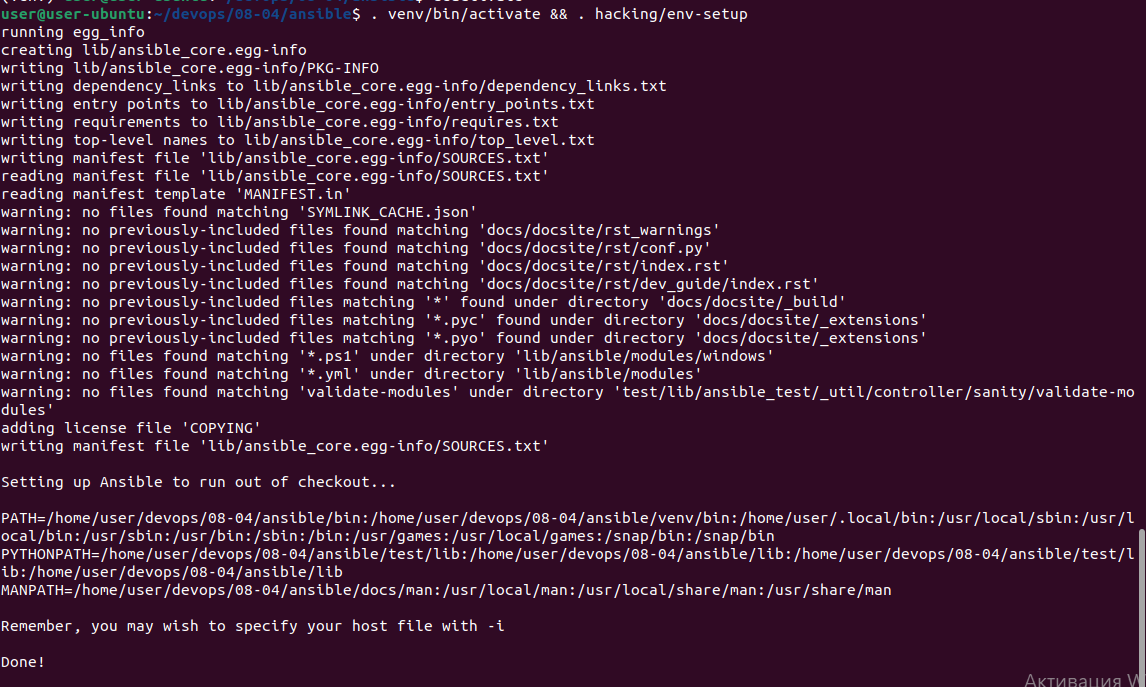 user@user-ubuntu:~/devops/08-04/ansible$ . venv/bin/activate && . hacking/env-setup
running egg_info
creating lib/ansible_core.egg-info
writing lib/ansible_core.egg-info/PKG-INFO
writing dependency_links to lib/ansible_core.egg-info/dependency_links.txt
writing entry points to lib/ansible_core.egg-info/entry_points.txt
writing requirements to lib/ansible_core.egg-info/requires.txt
writing top-level names to lib/ansible_core.egg-info/top_level.txt
writing manifest file 'lib/ansible_core.egg-info/SOURCES.txt'
reading manifest file 'lib/ansible_core.egg-info/SOURCES.txt'
reading manifest template 'MANIFEST.in'
warning: no files found matching 'SYMLINK_CACHE.json'
warning: no previously-included files found matching 'docs/docsite/rst_warnings'
warning: no previously-included files found matching 'docs/docsite/rst/conf.py'
warning: no previously-included files found matching 'docs/docsite/rst/index.rst'
warning: no previously-included files found matching 'docs/docsite/rst/dev_guide/index.rst'
warning: no previously-included files matching '*' found under directory 'docs/docsite/_build'
warning: no previously-included files matching '*.pyc' found under directory 'docs/docsite/_extensions'
warning: no previously-included files matching '*.pyo' found under directory 'docs/docsite/_extensions'
warning: no files found matching '*.ps1' under directory 'lib/ansible/modules/windows'
warning: no files found matching '*.yml' under directory 'lib/ansible/modules'
warning: no files found matching 'validate-modules' under directory 'test/lib/ansible_test/_util/controller/sanity/validate-mo
dules'
adding license file 'COPYING'
writing manifest file 'lib/ansible_core.egg-info/SOURCES.txt'
Setting up Ansible to run out of checkout...
PATH=/home/user/devops/08-04/ansible/bin:/home/user/devops/08-04/ansible/venv/bin:/home/user/.local/bin:/usr/local/sbin:/usr/l
ocal/bin:/usr/sbin:/usr/bin:/sbin:/bin:/usr/games:/usr/local/games:/snap/bin:/snap/bin
PYTHONPATH=/home/user/devops/08-04/ansible/test/lib:/home/user/devops/08-04/ansible/lib:/home/user/devops/08-04/ansible/test/l
ib:/home/user/devops/08-04/ansible/lib
MANPATH=/home/user/devops/08-04/ansible/docs/man:/usr/local/man:/usr/local/share/man:/usr/share/man
Remember, you may wish to specify your host file with -i
Done!
Активация W